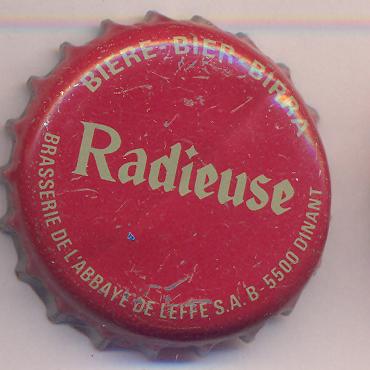 BIERE-BIER-BIRRA
Radieuse
BRASSERIE DE L'ABBAYE DE LEFFE S.A. B-5500 DINANT